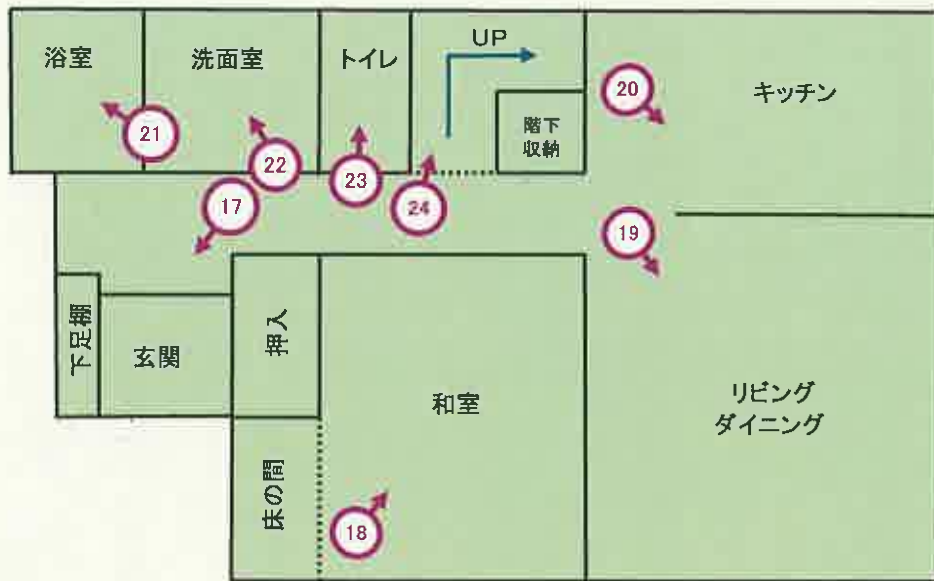 浴室
洗面室
トイレ
UP
階下
収納
キッチン
20
21
22
23
24
17
19
下足棚
玄関
押入
和室
リビング
ダイニング
床の間
18